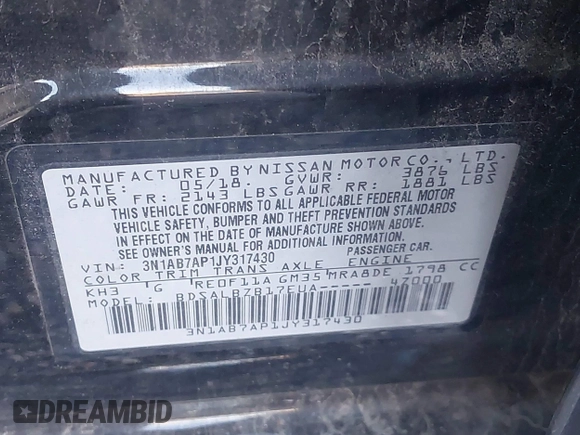 MANUFACTURED BY NISSAN MOTOR CO., LTD.
DATE: 05/18. GVWR: 3876 LBS
GAWR FR: 2143 LBS GAWR RR: 1881 LBS
THIS VEHICLE CONFORMS TO ALL APPLICABLE FEDERAL MOTOR
VEHICLE SAFETY, BUMPER AND THEFT PREVENTION STANDARDS
IN EFFECT ON THE DATE OF MANUFACTURE SHOWN ABOVE.
SEE OWNER'S MANUAL FOR ADDITIONAL INFORMATION.
VIN: 3N1AB7AP1JY317430 PASSENGER CAR.
COLOR TRIM TRANS AXLE ENGINE
KH3 G RE0F11A GM35 MRA8DE 1798 CC
MODEL: BDSALBZB17EUA----- 47000
3N1AB7AP1JY317430
DREAMBID